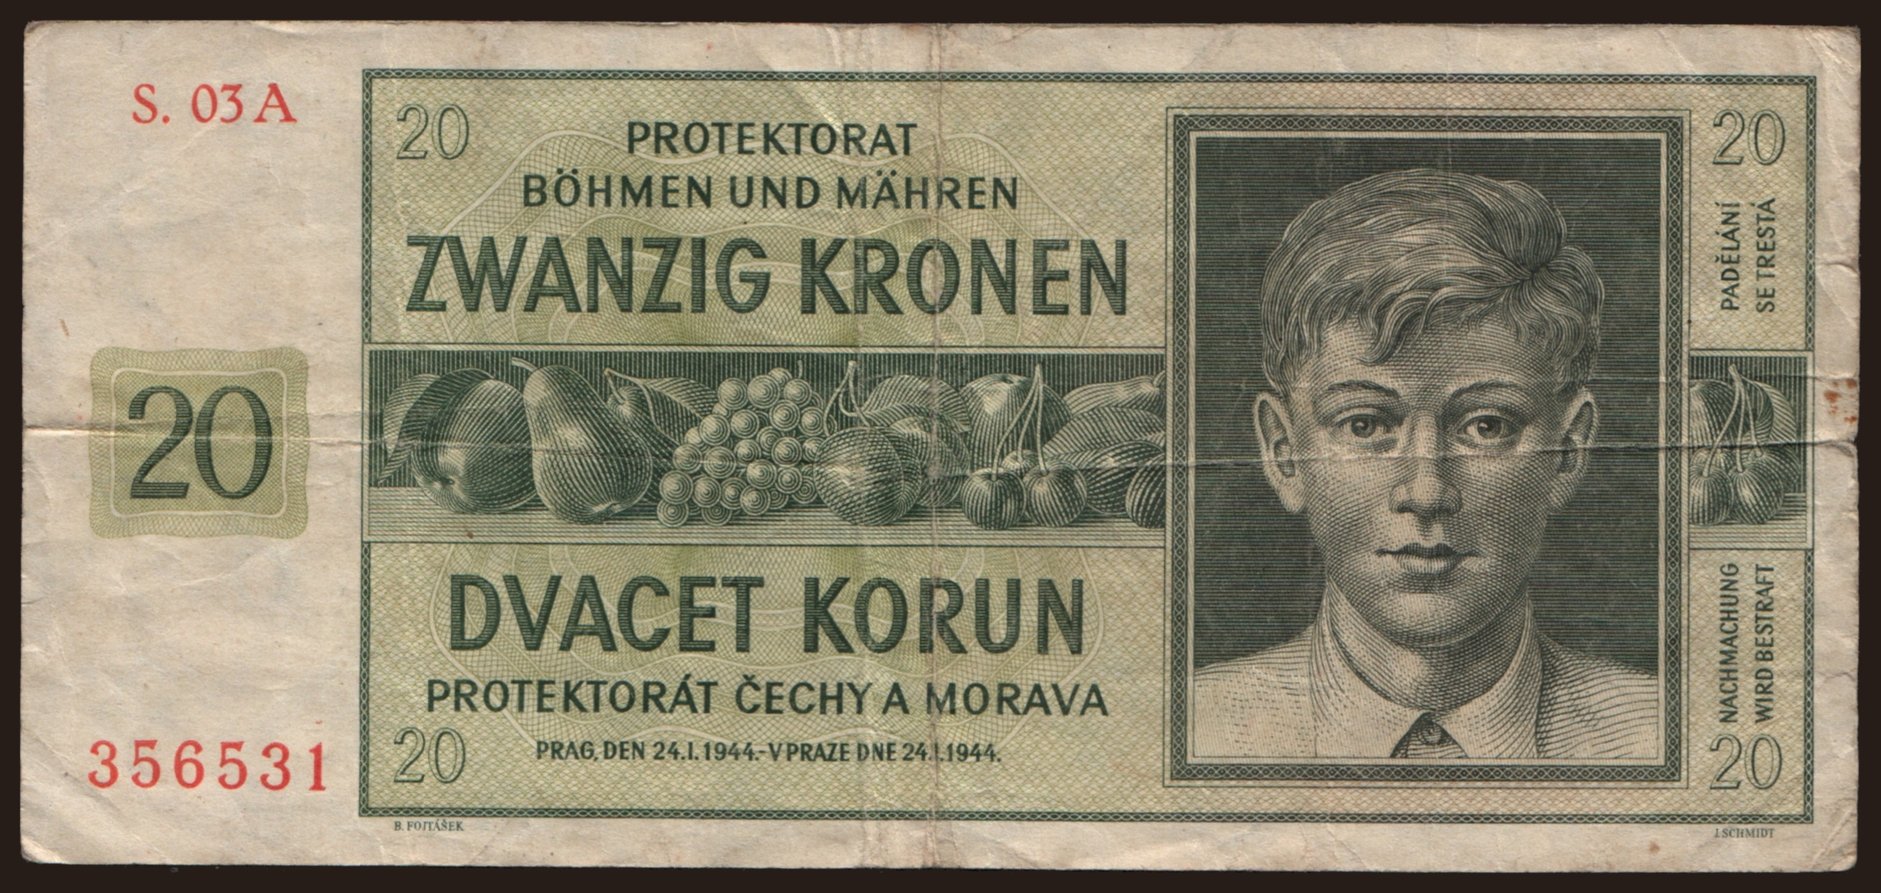 S. 03 A
20
20
PROTEKTORAT
BÖHMEN UND MÄHREN
ZWANZIG KRONEN
PADĚLÁNÍ
SE TRESTÁ
20
DVACET KORUN
PROTEKTORÁT ČECHY A MORAVA
PRAG, DEN 24.I.1944.-V PRAZE DNE 24.I.1944.
NACHMACHUNG
WIRD BESTRAFT
356531
20
20
B. FOJTÁŠEK
J. SCHMIDT